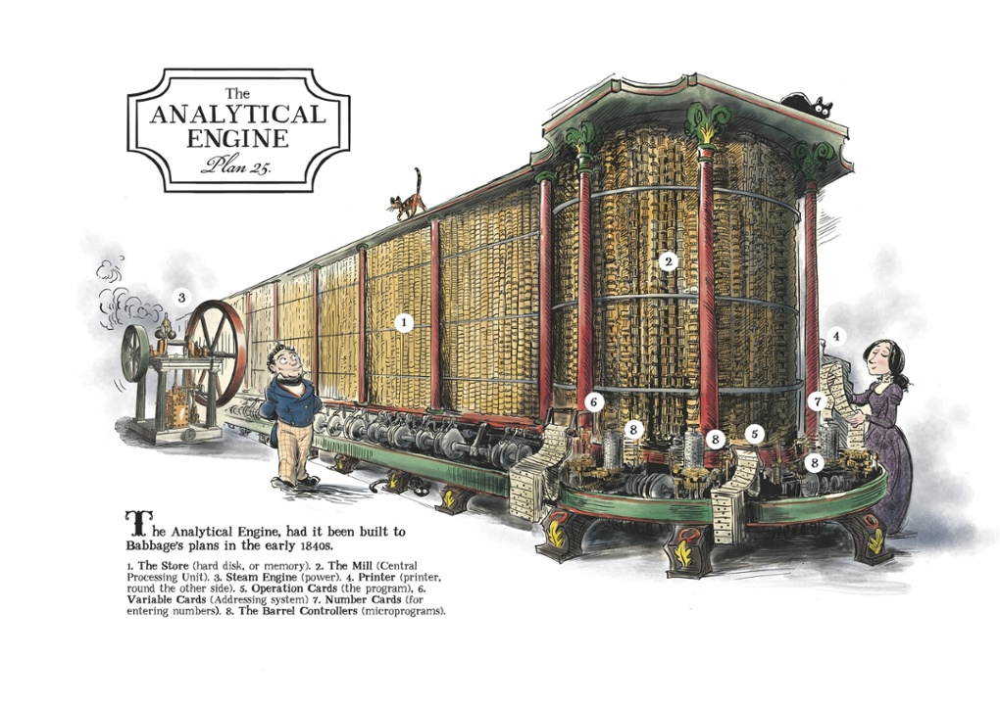 The
ANALYTICAL
ENGINE
Plan 25.
3
2
1
4
6
7
8
8
5
8
The Analytical Engine, had it been built to
Babbage's plans in the early 1840s.
1. The Store (hard disk, or memory). 2. The Mill (Central
Processing Unit). 3. Steam Engine (power). 4. Printer (printer,
round the other side). 5. Operation Cards (the program), 6.
Variable Cards (Addressing system) 7. Number Cards (for
entering numbers). 8. The Barrel Controllers (microprograms).